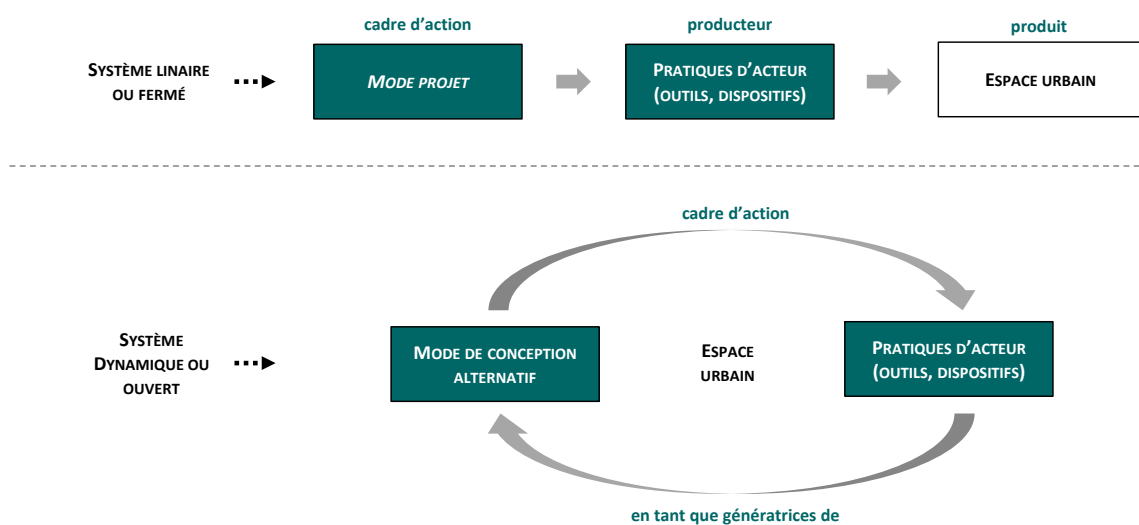 cadre d'action
producteur
produit
SYSTÈME LINAIRE
OU FERMÉ
MODE PROJET
PRATIQUES D'ACTEUR
(OUTILS, DISPOSITIFS)
ESPACE URBAIN
cadre d'action
SYSTÈME
DYNAMIQUE OU
OUVERT
MODE DE CONCEPTION
ALTERNATIF
ESPACE
URBAIN
PRATIQUES D'ACTEUR
(OUTILS, DISPOSITIFS)
en tant que génératrices de